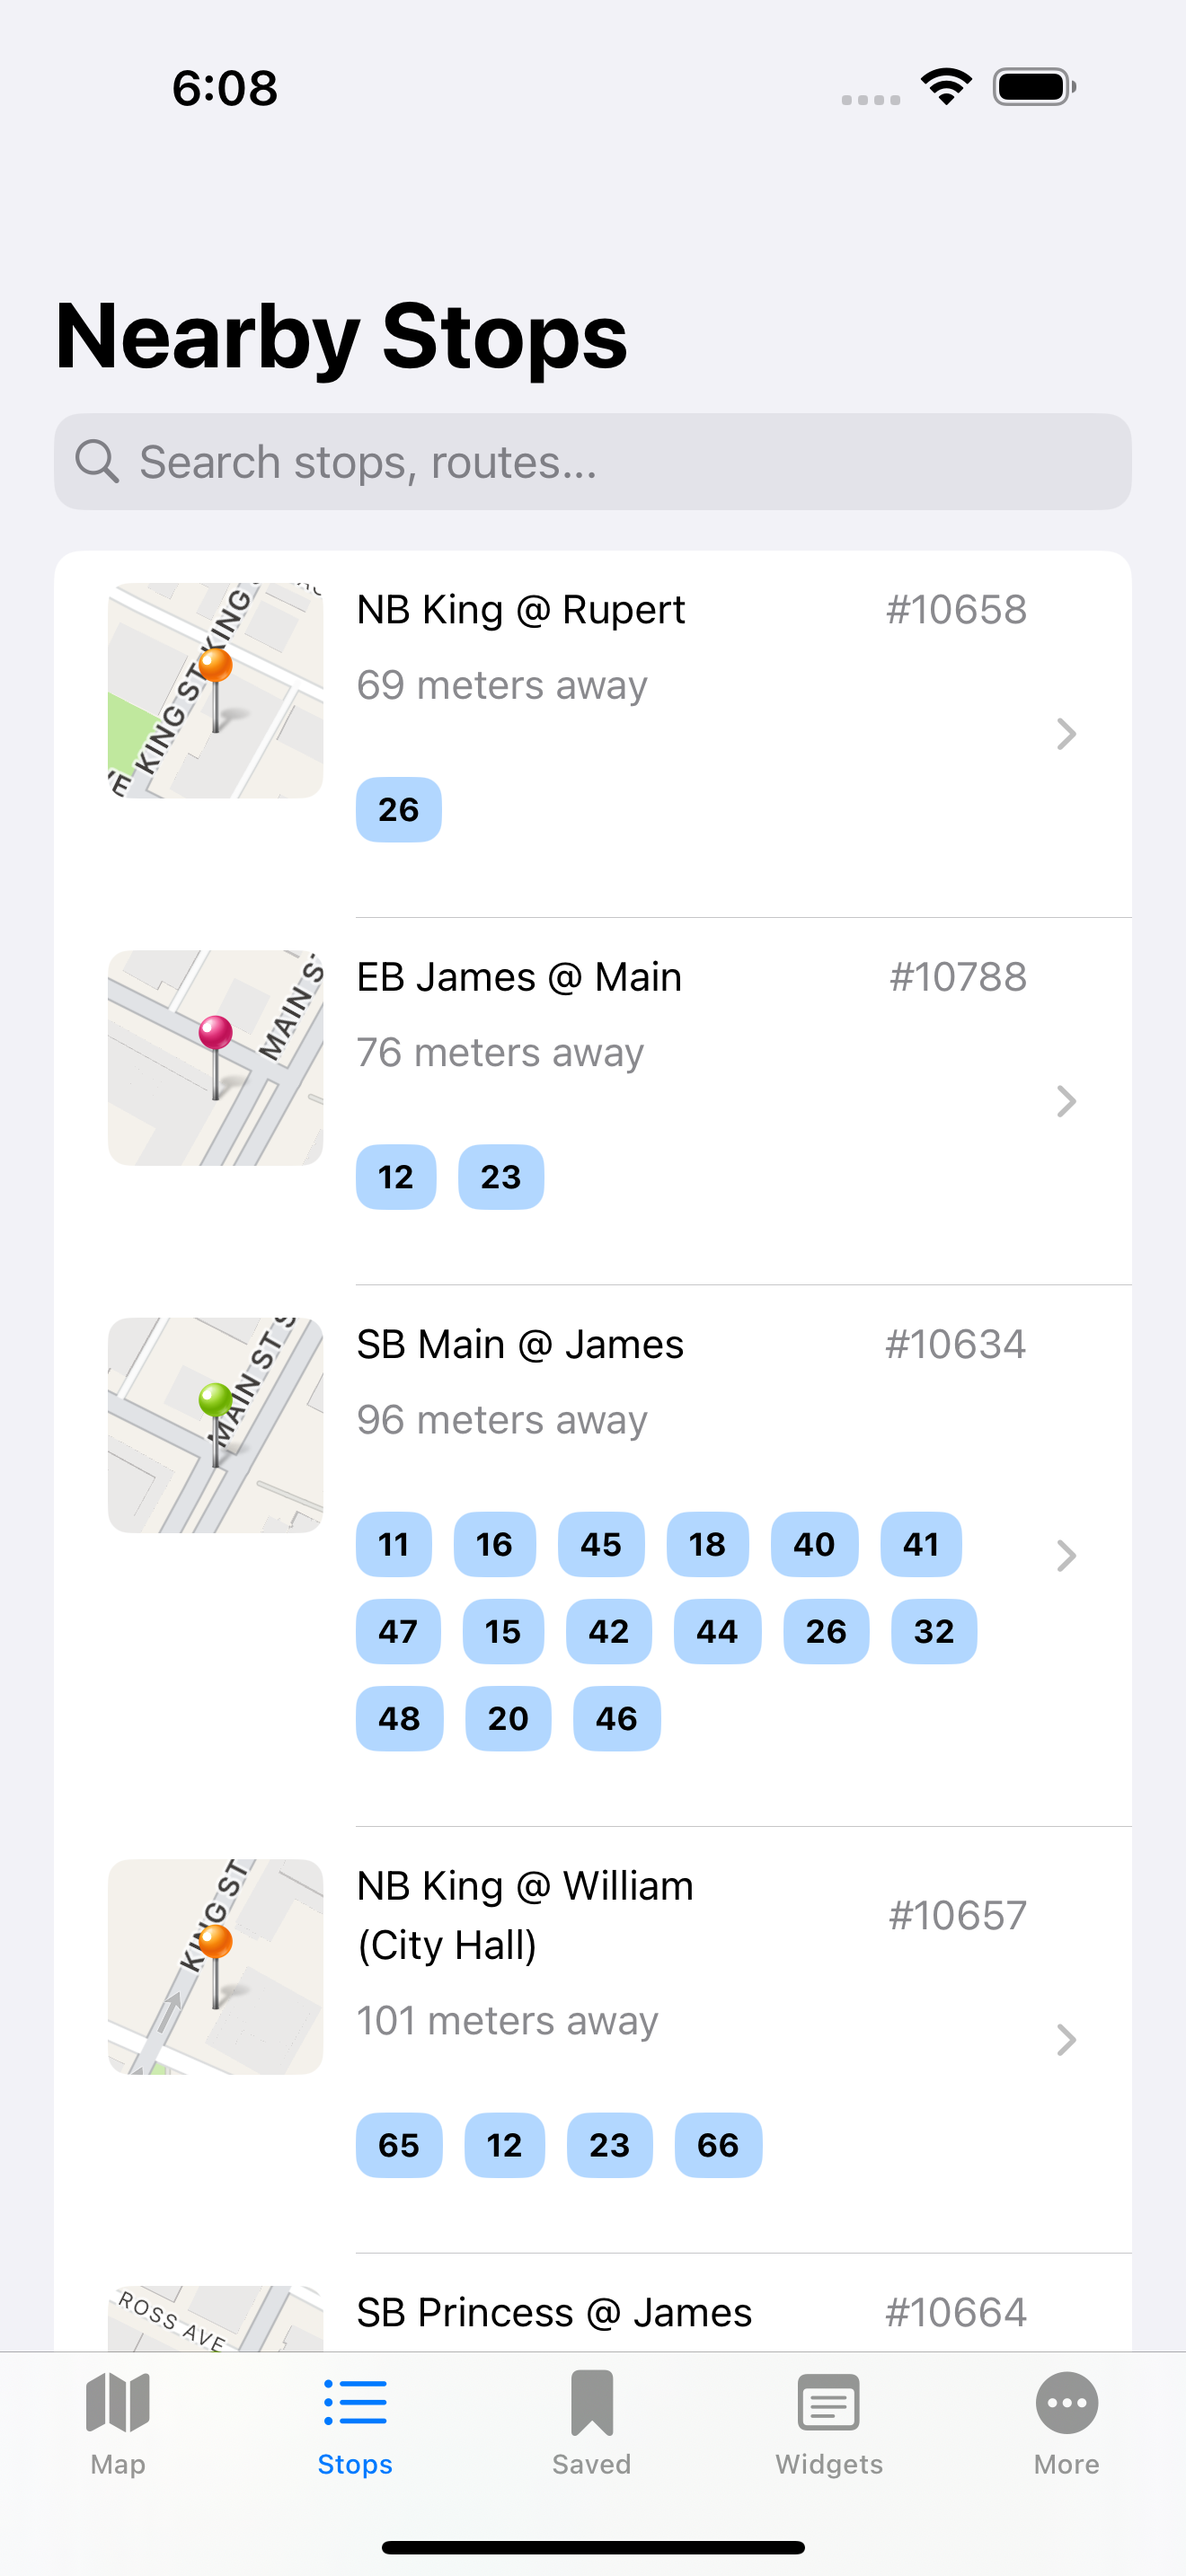 6:08
Nearby Stops
Search stops, routes...
KING ST KING
NB King @ Rupert #10658
69 meters away
26
MAIN S
EB James @ Main #10788
76 meters away
12 23
MAIN ST S
SB Main @ James #10634
96 meters away
11 16 45 18 40 41
47 15 42 44 26 32
48 20 46
KING ST
NB King @ William
(City Hall)
#10657
101 meters away
65 12 23 66
ROSS AVE
SB Princess @ James #10664
Map Stops Saved Widgets More